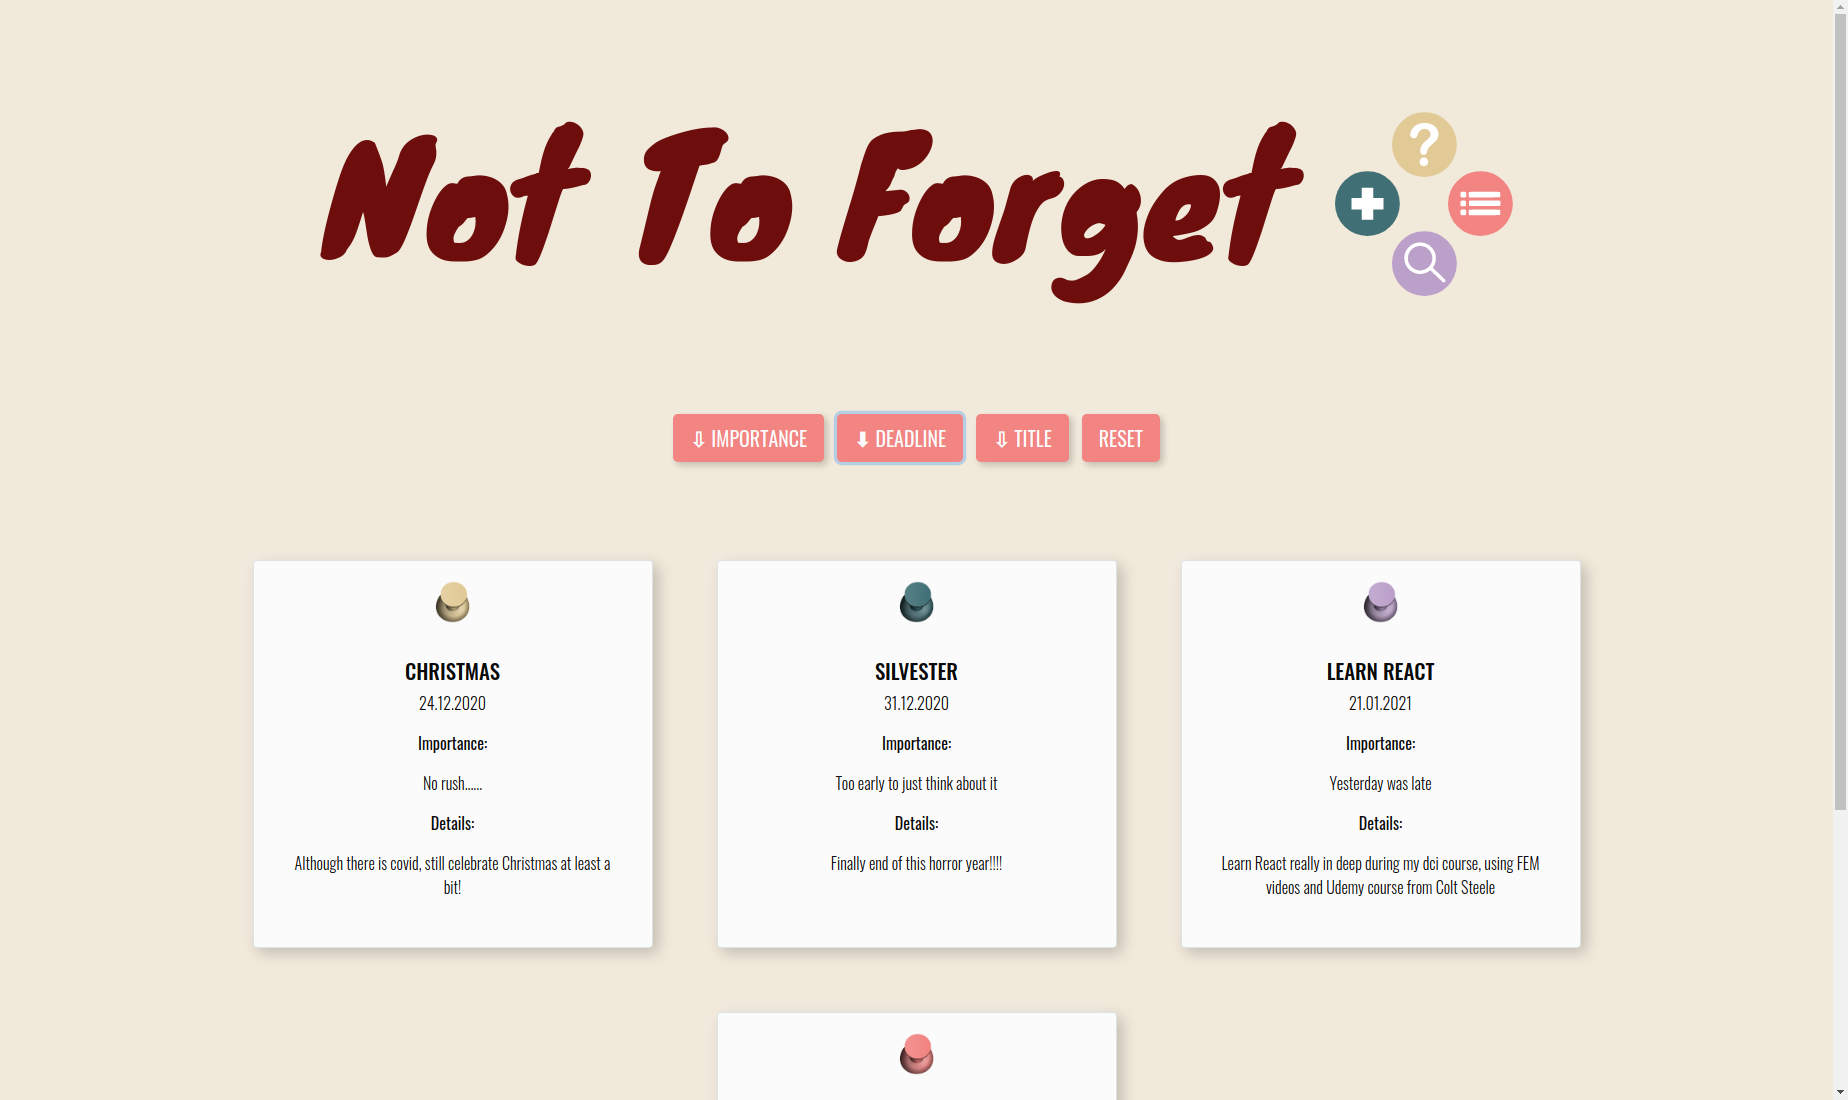 Not To Forget
?
⇩ IMPORTANCE
⬇ DEADLINE
⇩ TITLE
RESET
CHRISTMAS
24.12.2020
Importance:
No rush......
Details:
Although there is covid, still celebrate Christmas at least a
bit!
SILVESTER
31.12.2020
Importance:
Too early to just think about it
Details:
Finally end of this horror year!!!!
LEARN REACT
21.01.2021
Importance:
Yesterday was late
Details:
Learn React really in deep during my dci course, using FEM
videos and Udemy course from Colt Steele